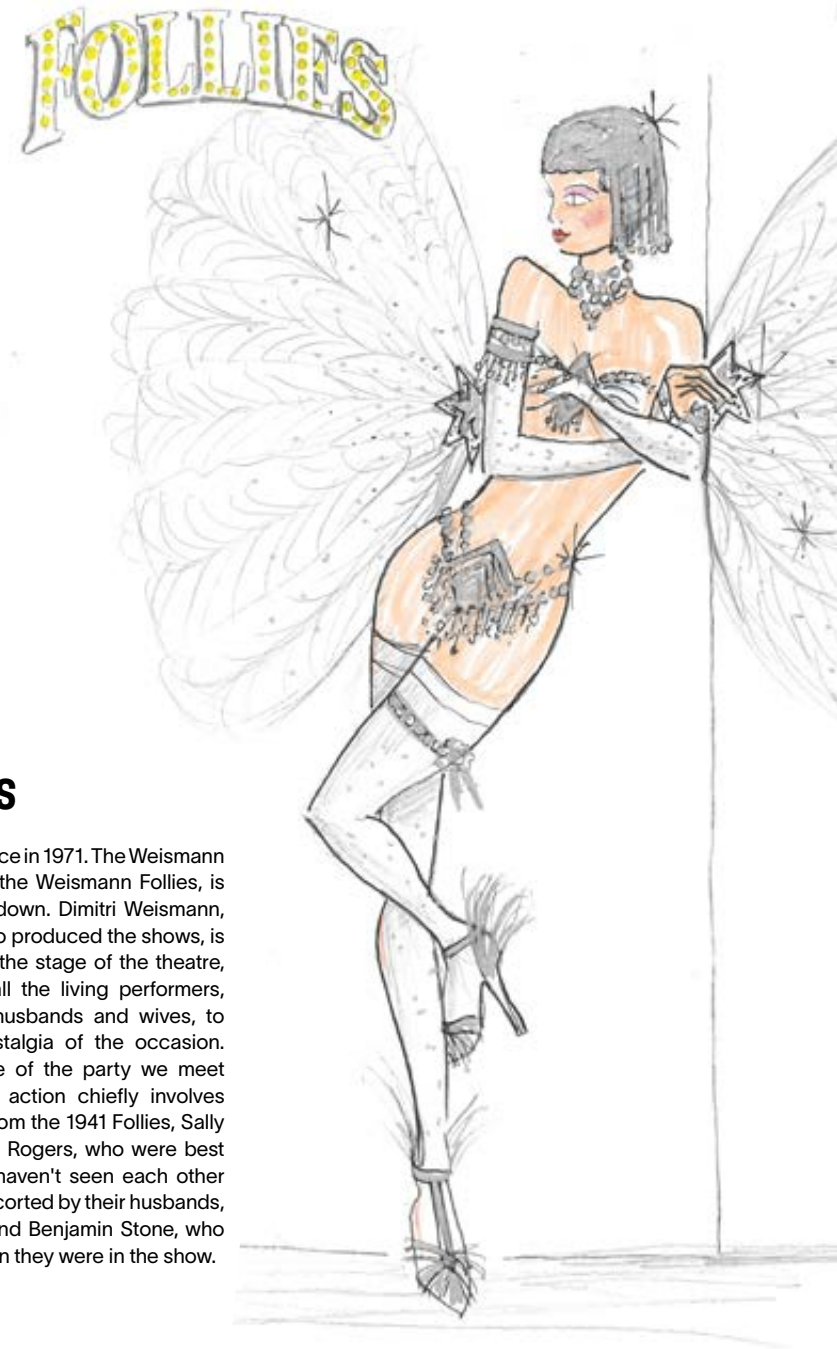 FOLLIES
S
ce in 1971. The Weismann
the Weismann Follies, is
down. Dimitri Weismann,
o produced the shows, is
the stage of the theatre,
ll the living performers,
husbands and wives, to
stalgia of the occasion.
e of the party we meet
action chiefly involves
om the 1941 Follies, Sally
Rogers, who were best
haven't seen each other
corted by their husbands,
nd Benjamin Stone, who
n they were in the show.